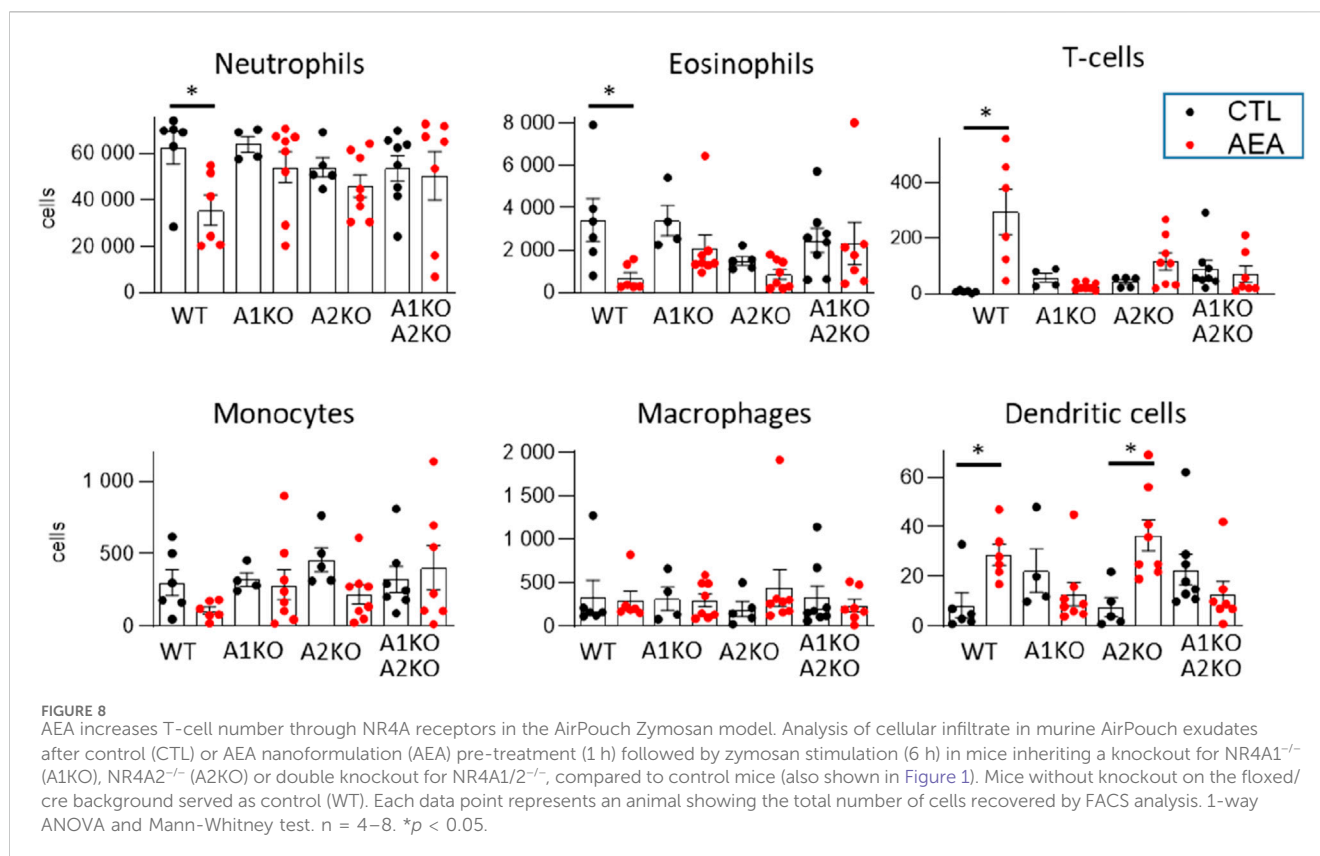 Neutrophils
*
cells
60 000
40 000
20 000
0
WT
A1KO
A2KO
A1KO
A2KO
Eosinophils
*
8 000
6 000
4 000
2 000
0
WT
A1KO
A2KO
A1KO
A2KO
T-cells
CTL
AEA
*
400
200
0
WT
A1KO
A2KO
A1KO
A2KO
Monocytes
cells
1 000
500
0
WT
A1KO
A2KO
A1KO
A2KO
Macrophages
2 000
1 500
1 000
500
0
WT
A1KO
A2KO
A1KO
A2KO
Dendritic cells
*
*
60
40
20
0
WT
A1KO
A2KO
A1KO
A2KO
FIGURE 8
AEA increases T-cell number through NR4A receptors in the AirPouch Zymosan model. Analysis of cellular infiltrate in murine AirPouch exudates
after control (CTL) or AEA nanoformulation (AEA) pre-treatment (1 h) followed by zymosan stimulation (6 h) in mice inheriting a knockout for NR4A1⁻/⁻
(A1KO), NR4A2⁻/⁻ (A2KO) or double knockout for NR4A1/2⁻/⁻, compared to control mice (also shown in Figure 1). Mice without knockout on the floxed/
cre background served as control (WT). Each data point represents an animal showing the total number of cells recovered by FACS analysis. 1-way
ANOVA and Mann-Whitney test. n = 4–8. *p < 0.05.